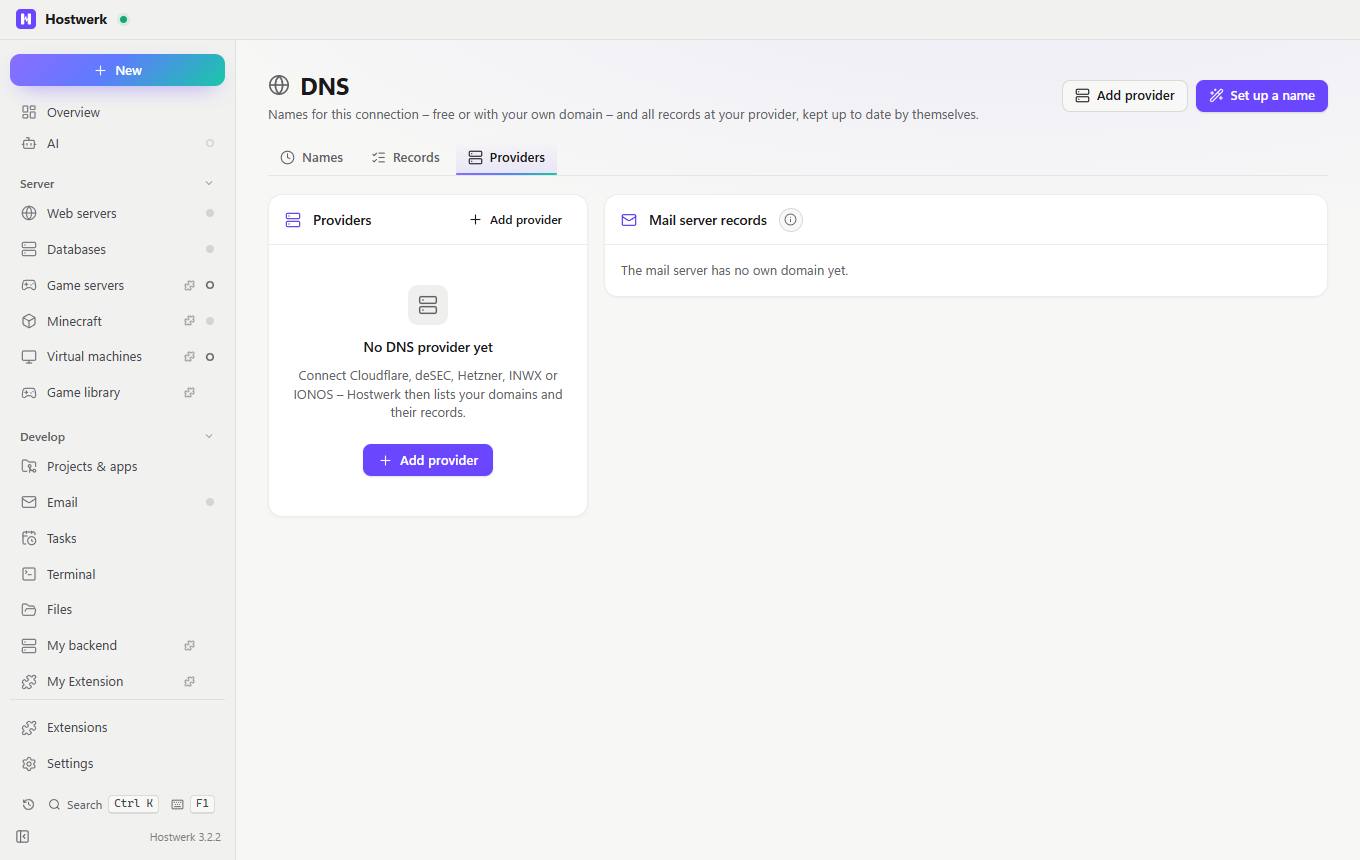 Hostwerk
New
Overview
AI
Server
Web servers
Databases
Game servers
Minecraft
Virtual machines
Game library
Develop
Projects & apps
Email
Tasks
Terminal
Files
My backend
My Extension
Extensions
Settings
Search Ctrl K F1
Hostwerk 3.2.2
DNS
Names for this connection – free or with your own domain – and all records at your provider, kept up to date by themselves.
Add provider
Set up a name
Names
Records
Providers
Providers
Add provider
No DNS provider yet
Connect Cloudflare, deSEC, Hetzner, INWX or
IONOS – Hostwerk then lists your domains and
their records.
Add provider
Mail server records
The mail server has no own domain yet.